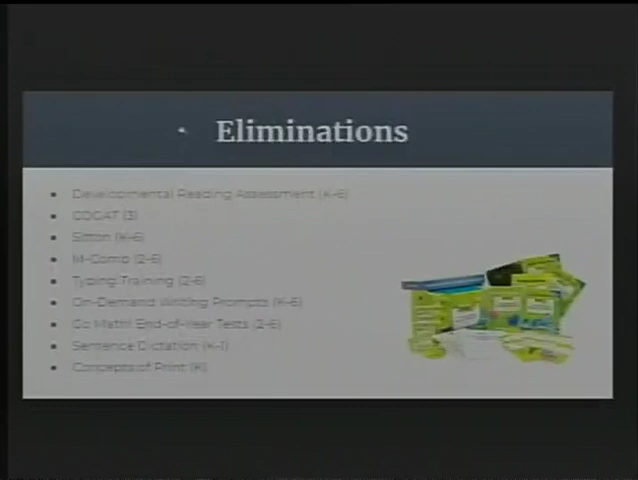 Eliminations
Developmental Reading Assessment (K-6)
COGAT (3)
Sitton (K-6)
M-Comp (2-6)
Typing Training (2-6)
On-Demand Writing Prompts (K-6)
Go Math! End-of-Year Tests (2-6)
Sentence Dictation (K-1)
Concepts of Print (K)